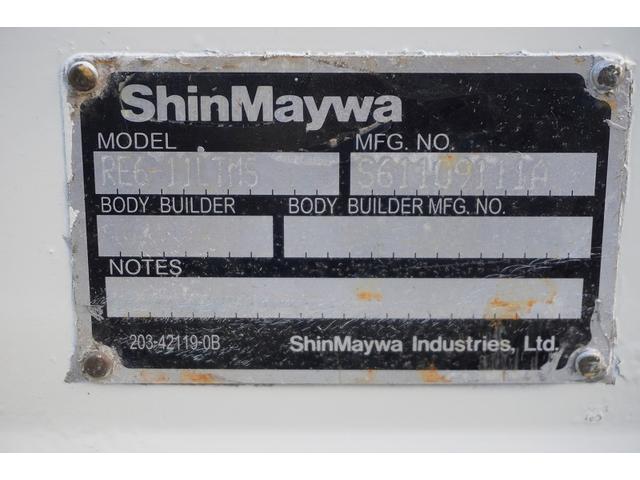 ShinMaywa
MODEL MFG. NO.
RE6-11LTM5 S611109111A
BODY BUILDER BODY BUILDER MFG. NO.
NOTES
203-42119-0B ShinMaywa Industries, Ltd.